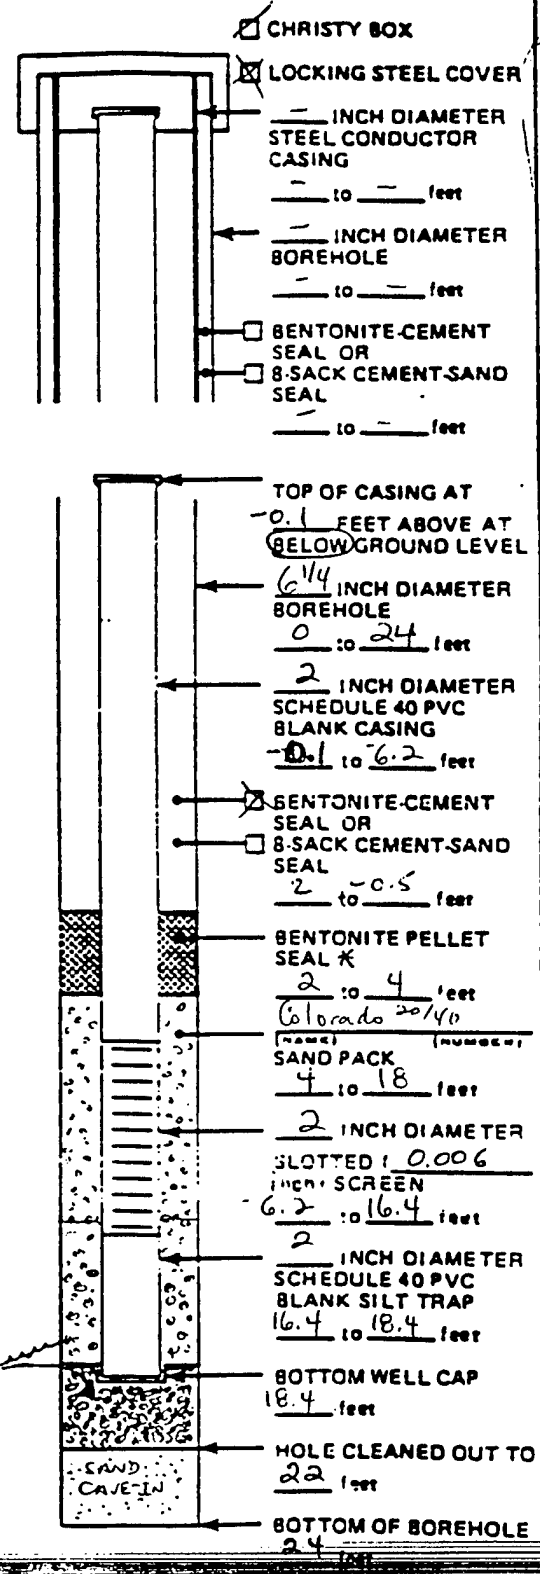 CHRISTY BOX
LOCKING STEEL COVER
- INCH DIAMETER
STEEL CONDUCTOR
CASING
- to - feet
- INCH DIAMETER
BOREHOLE
- to - feet
BENTONITE-CEMENT
SEAL OR
8-SACK CEMENT-SAND
SEAL
- to - feet
TOP OF CASING AT
-0.1 FEET ABOVE AT
BELOW GROUND LEVEL
6 1/4 INCH DIAMETER
BOREHOLE
0 to 24 feet
2 INCH DIAMETER
SCHEDULE 40 PVC
BLANK CASING
-0.1 to -6.2 feet
BENTONITE-CEMENT
SEAL OR
8-SACK CEMENT-SAND
SEAL
2 to -0.5 feet
BENTONITE PELLET
SEAL *
2 to 4 feet
Colorado 20/40
(NAME) (NUMBER)
SAND PACK
4 to 18 feet
2 INCH DIAMETER
SLOTTED ( 0.006
inch) SCREEN
-6.2 to 16.4 feet
2 INCH DIAMETER
SCHEDULE 40 PVC
BLANK SILT TRAP
16.4 to 18.4 feet
BOTTOM WELL CAP
18.4 feet
HOLE CLEANED OUT TO
22 feet
SAND
CAVE-IN
BOTTOM OF BOREHOLE
24 feet